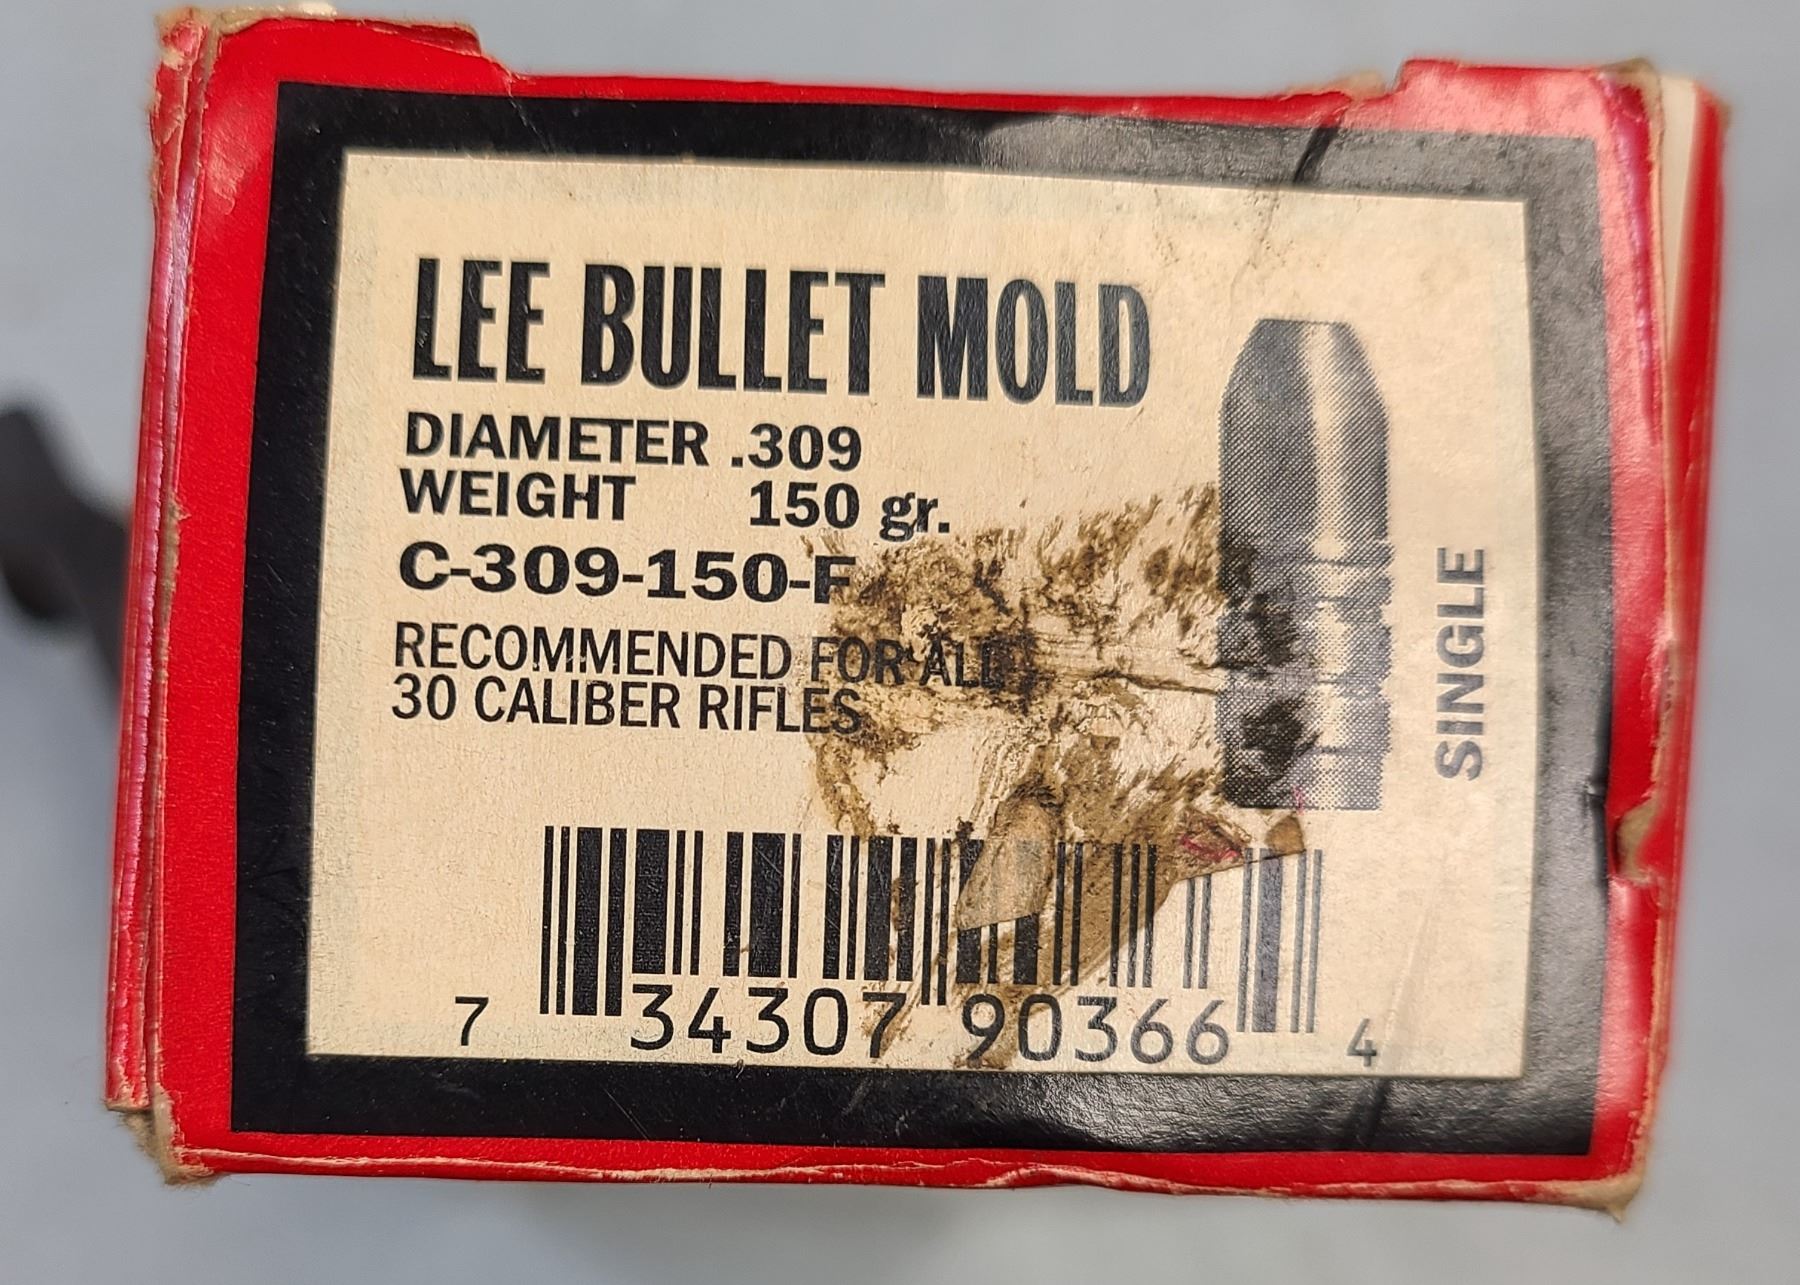 LEE BULLET MOLD
DIAMETER .309
WEIGHT 150 gr.
C-309-150-F
RECOMMENDED FOR ALL
30 CALIBER RIFLES
SINGLE
7 34307 90366 4